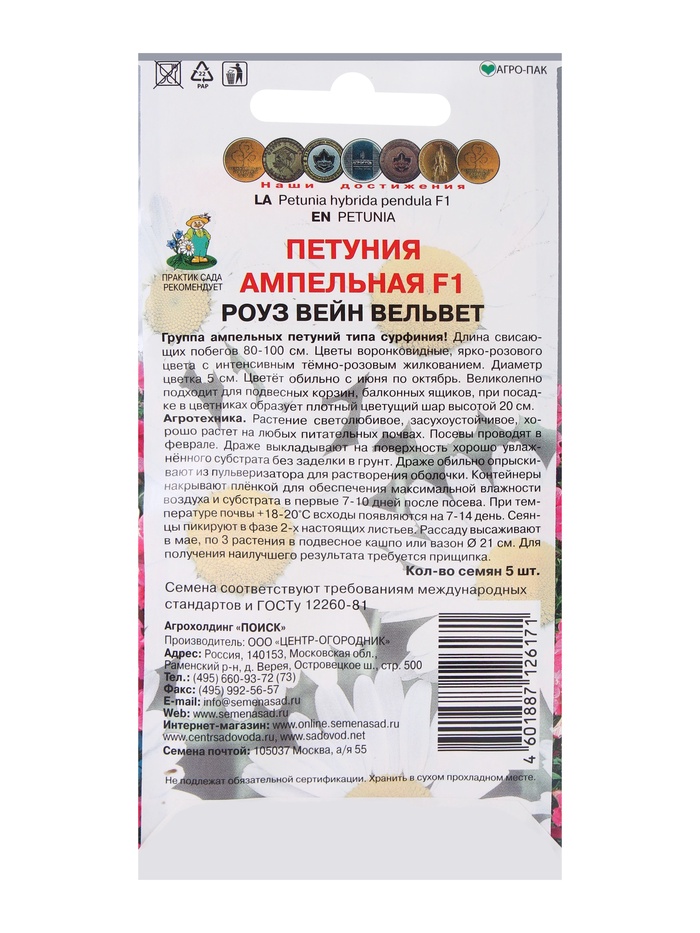 22
PAP
АГРО-ПАК
Наши достижения
LA Petunia hybrida pendula F1
EN PETUNIA
ПРАКТИК САДА
РЕКОМЕНДУЕТ
ПЕТУНИЯ
АМПЕЛЬНАЯ F1
РОУЗ ВЕЙН ВЕЛЬВЕТ
Группа ампельных петуний типа сурфиния! Длина свисаю-
щих побегов 80-100 см. Цветы воронковидные, ярко-розового
цвета с интенсивным тёмно-розовым жилкованием. Диаметр
цветка 5 см. Цветёт обильно с июня по октябрь. Великолепно
подходит для подвесных корзин, балконных ящиков, при посад-
ке в цветниках образует плотный цветущий шар высотой 20 см.
Агротехника. Растение светолюбивое, засухоустойчивое, хо-
рошо растет на любых питательных почвах. Посевы проводят в
феврале. Драже выкладывают на поверхность хорошо увлаж-
нённого субстрата без заделки в грунт. Драже обильно опрыски-
вают из пульверизатора для растворения оболочки. Контейнеры
накрывают плёнкой для обеспечения максимальной влажности
воздуха и субстрата в первые 7-10 дней после посева. При тем-
пературе почвы +18-20°С всходы появляются на 7-14 день. Сеян-
цы пикируют в фазе 2-х настоящих листьев. Рассаду высаживают
в мае, по 3 растения в подвесное кашпо или вазон Ø 21 см. Для
получения наилучшего результата требуется прищипка.
Кол-во семян 5 шт.
Семена соответствуют требованиям международных
стандартов и ГОСТу 12260-81
Агрохолдинг "ПОИСК"
Производитель: ООО «ЦЕНТР-ОГОРОДНИК»
Адрес: Россия, 140153, Московская обл.,
Раменский р-н, д. Верея, Островецкое ш., стр. 500
Тел.: (495) 660-93-72 (73)
Факс: (495) 992-56-57
E-mail: info@semenasad.ru
Web: www.semenasad.ru
Интернет-магазин: www.online.semenasad.ru
www.centrsadovoda.ru, www.sadovod.net
Семена почтой: 105037 Москва, а/я 55
4 601887 126171
Не подлежат обязательной сертификации. Хранить в сухом прохладном месте.